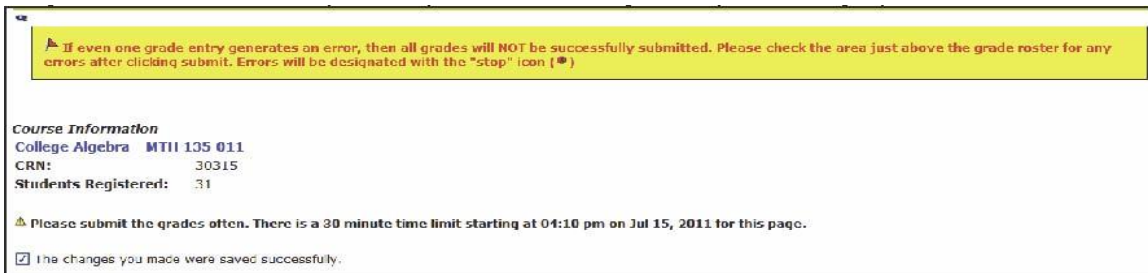 If even one grade entry generates an error, then all grades will NOT be successfully submitted. Please check the area just above the grade roster for any
errors after clicking submit. Errors will be designated with the "stop" icon ( )
Course Information
College Algebra MTH 135 011
CRN: 30315
Students Registered: 31
Please submit the grades often. There is a 30 minute time limit starting at 04:10 pm on Jul 15, 2011 for this page.
The changes you made were saved successfully.